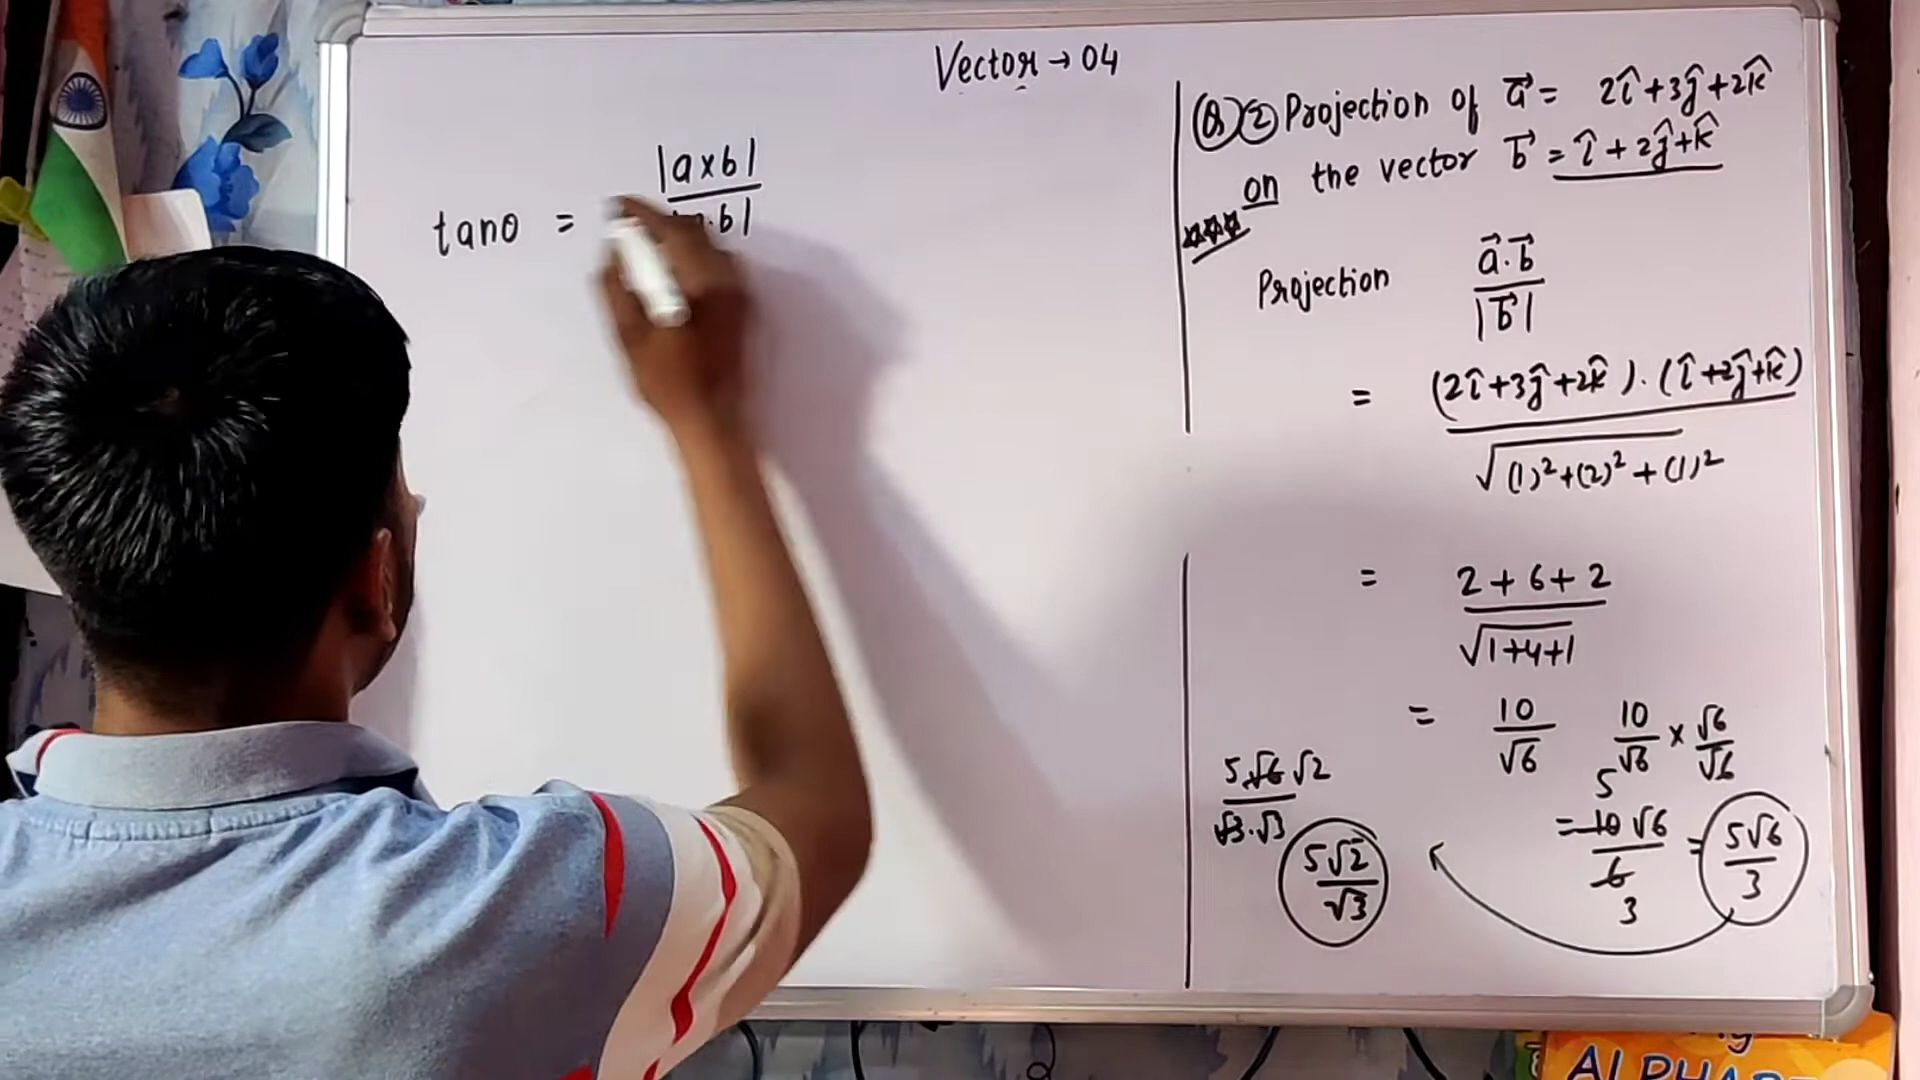 Vector → 04
tanθ = |a×b| / |a.b|
Q ② Projection of a⃗ = 2î+3ĵ+2k̂
on the vector b⃗ = î+2ĵ+k̂
Projection a⃗.b⃗ / |b⃗|
= (2î+3ĵ+2k̂).(î+2ĵ+k̂) / √(1)²+(2)²+(1)²
= 2+6+2 / √1+4+1
= 10/√6 10/√6 × √6/√6
5
= 10√6 / 6 = 5√6/3
3
5√6 √2 / √3.√3
5√2/√3
ALPHAB